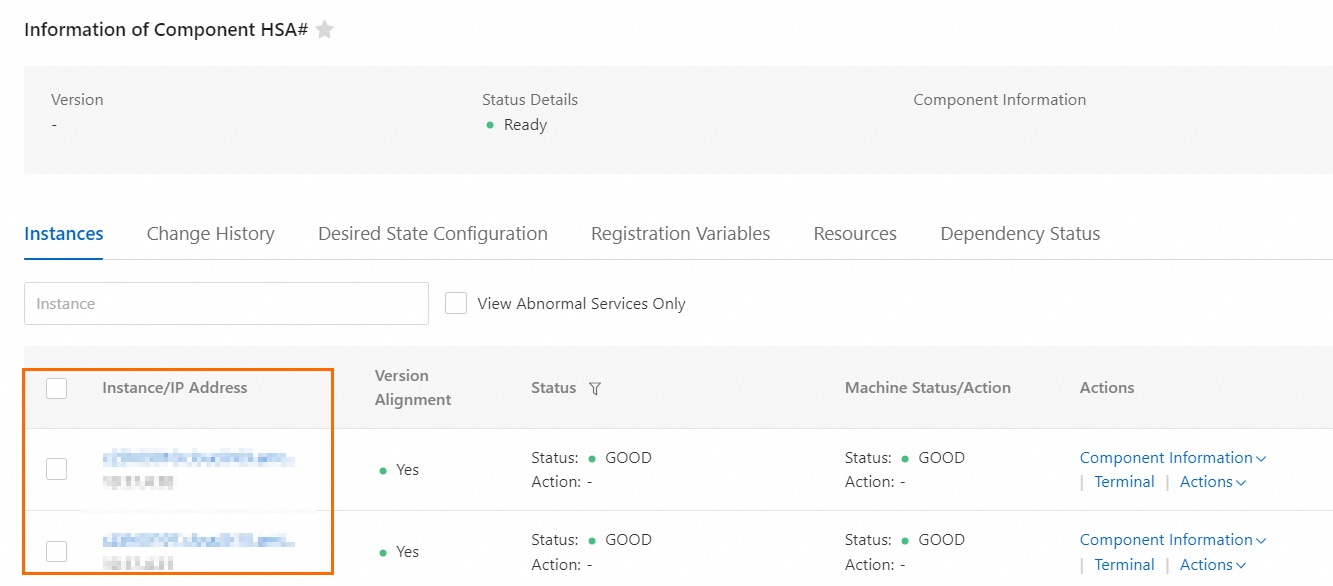 Information of Component HSA#
Version
Status Details
Component Information
-
Ready
Instances
Change History
Desired State Configuration
Registration Variables
Resources
Dependency Status
Instance
View Abnormal Services Only
Instance/IP Address
Version
Alignment
Status
Machine Status/Action
Actions
Yes
Status: GOOD
Action: -
Status: GOOD
Action: -
Component Information
| Terminal | Actions
Yes
Status: GOOD
Action: -
Status: GOOD
Action: -
Component Information
| Terminal | Actions